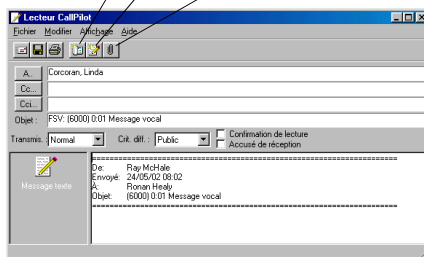 Lecteur CallPilot
Fichier Modifier Affichage Aide
A... Corcoran, Linda
Cc...
Cci...
Objet : FSV: (6000) 0:01 Message vocal
Transmis. : Normal Crit. diff. : Public Confirmation de lecture
Accusé de réception
Message texte
De: Ray McHale
Envoyé: 24/05/02 08:02
À: Ronan Healy
Objet: (6000) 0:01 Message vocal